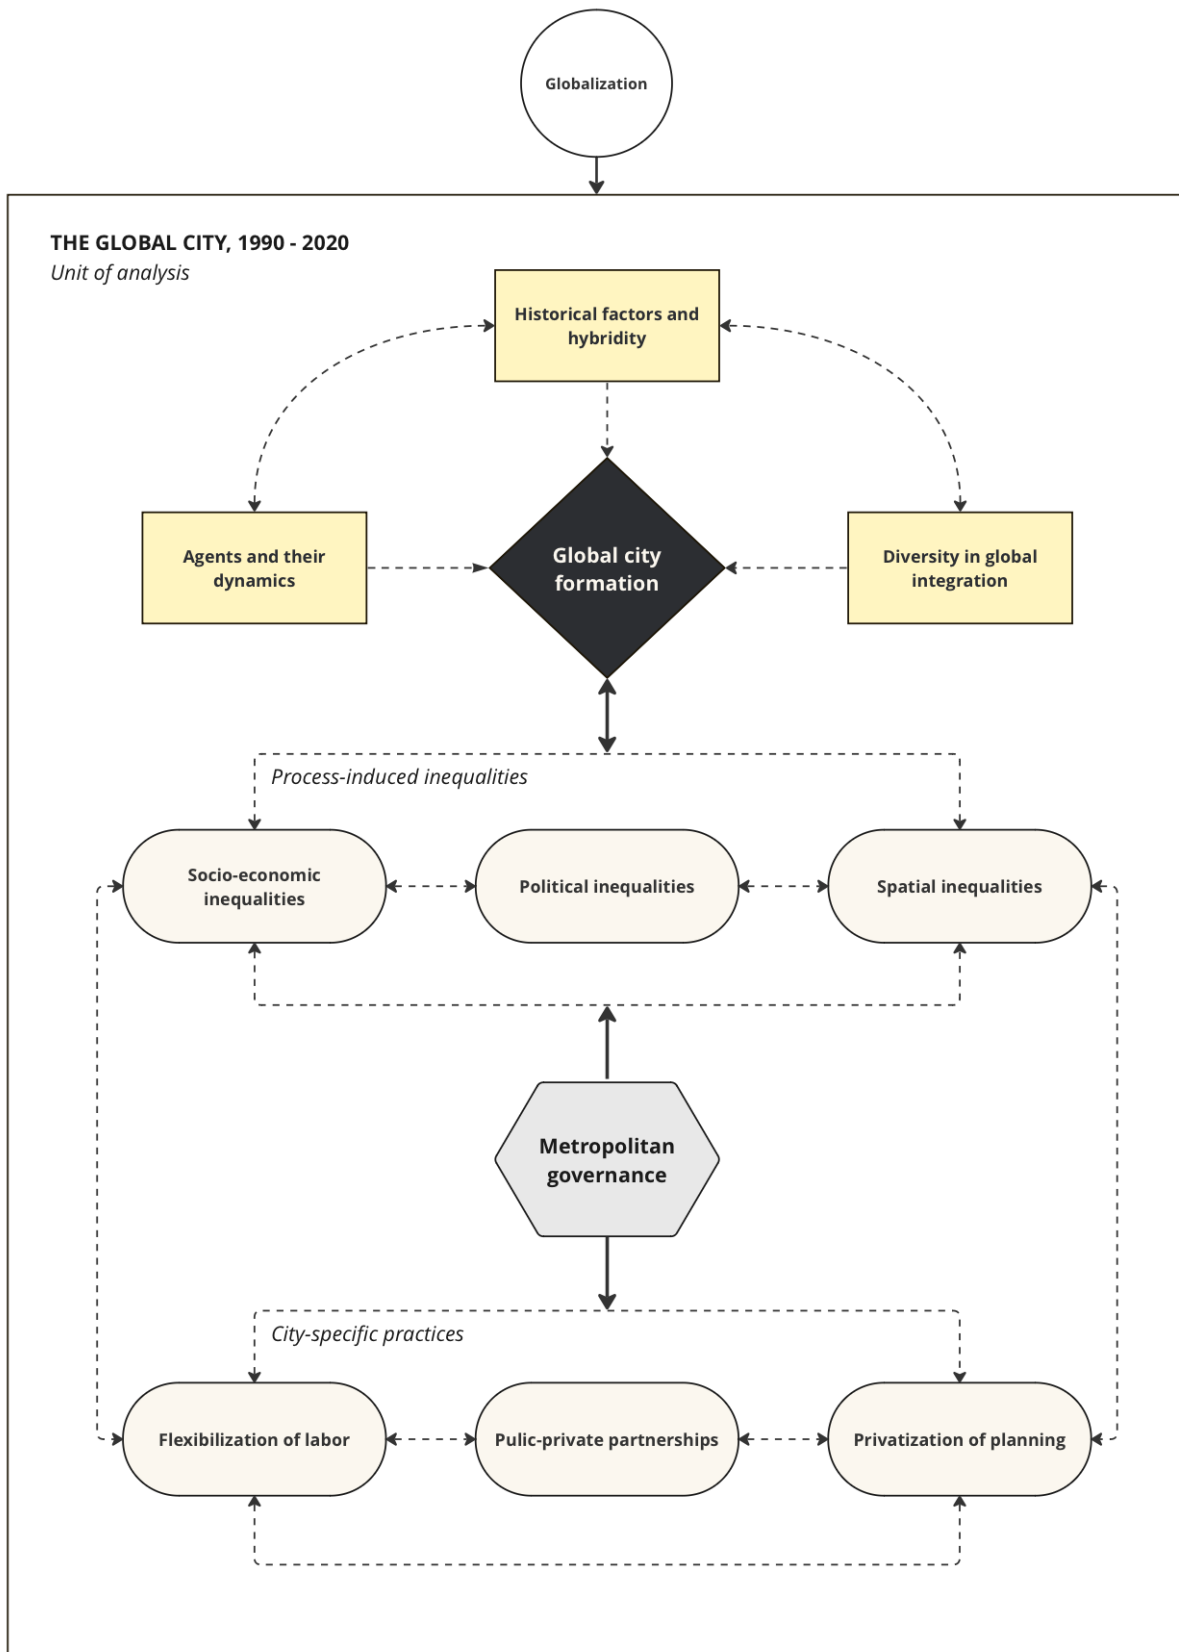 Globalization
THE GLOBAL CITY, 1990 - 2020
Unit of analysis
Historical factors and
hybridity
Agents and their
dynamics
Global city
formation
Diversity in global
integration
Process-induced inequalities
Socio-economic
inequalities
Political inequalities
Spatial inequalities
Metropolitan
governance
City-specific practices
Flexibilization of labor
Pulic-private partnerships
Privatization of planning